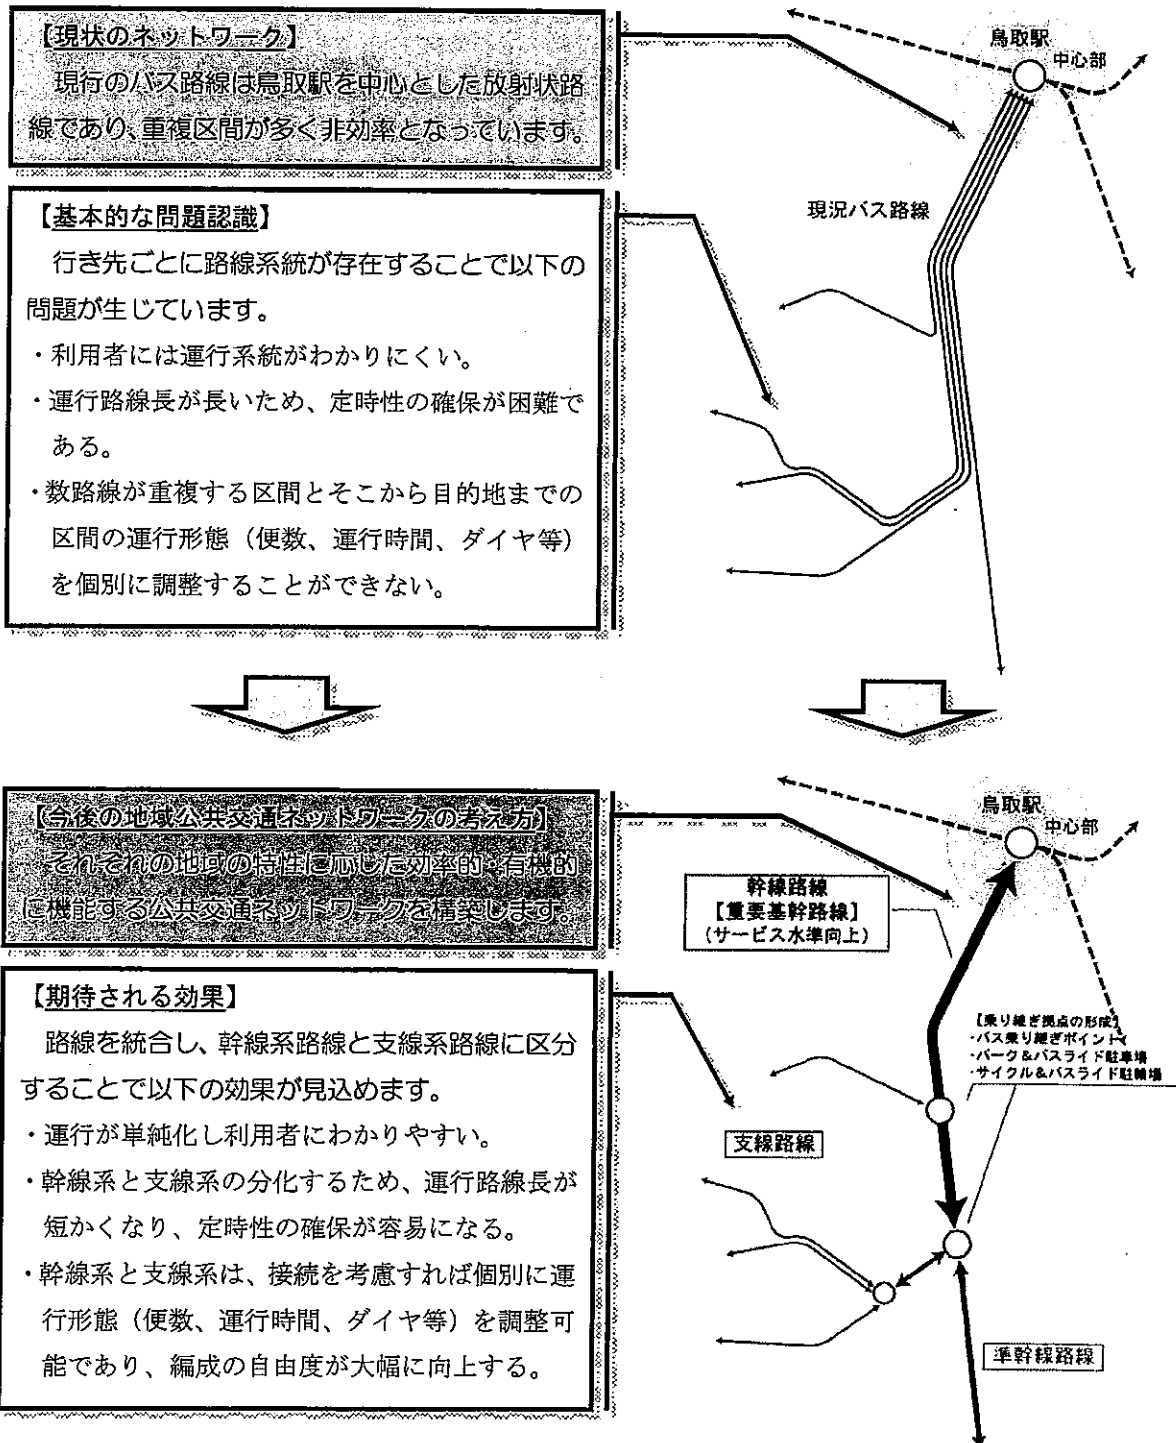 【現状のネットワーク】
現行のバス路線は鳥取駅を中心とした放射状路
線であり、重複区間が多く非効率となっています。
【基本的な問題認識】
行き先ごとに路線系統が存在することで以下の
問題が生じています。
・利用者には運行系統がわかりにくい。
・運行路線長が長いため、定時性の確保が困難で
ある。
・数路線が重複する区間とそこから目的地までの
区間の運行形態（便数、運行時間、ダイヤ等）
を個別に調整することができない。
鳥取駅
中心部
現況バス路線
【今後の地域公共交通ネットワークの考え方】
それぞれの地域の特性に応じた効率的・有機的
に機能する公共交通ネットワークを構築します。
【期待される効果】
路線を統合し、幹線系路線と支線系路線に区分
することで以下の効果が見込めます。
・運行が単純化し利用者にわかりやすい。
・幹線系と支線系の分化するため、運行路線長が
短かくなり、定時性の確保が容易になる。
・幹線系と支線系は、接続を考慮すれば個別に運
行形態（便数、運行時間、ダイヤ等）を調整可
能であり、編成の自由度が大幅に向上する。
鳥取駅
中心部
幹線路線
【重要基幹路線】
（サービス水準向上）
【乗り継ぎ拠点の形成】
・バス乗り継ぎポイント
・パーク＆バスライド駐車場
・サイクル＆バスライド駐輪場
支線路線
準幹線路線